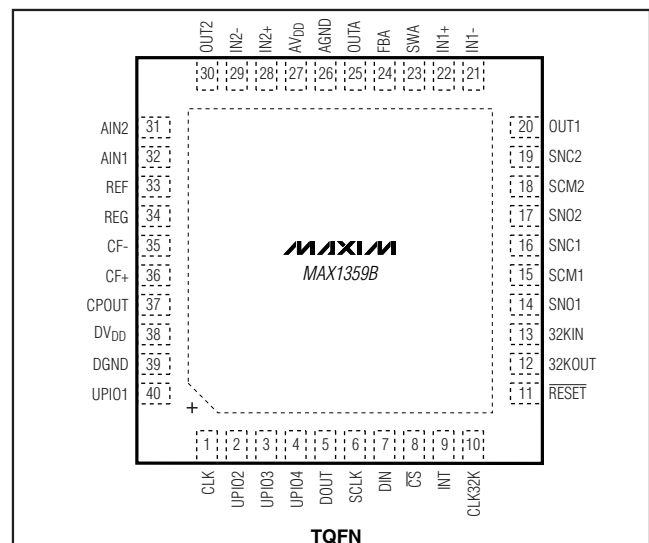 OUT2 IN2- IN2+ AVDD AGND OUTA FBA SWA IN1+ IN1-
30 29 28 27 26 25 24 23 22 21
AIN2 31
AIN1 32
REF 33
REG 34
CF- 35
CF+ 36
CPOUT 37
DVDD 38
DGND 39
UPIO1 40
MAXIM
MAX1359B
20 OUT1
19 SNC2
18 SCM2
17 SNO2
16 SNC1
15 SCM1
14 SNO1
13 32KIN
12 32KOUT
11 RESET
+
1 2 3 4 5 6 7 8 9 10
CLK UPIO2 UPIO3 UPIO4 DOUT SCLK DIN CS INT CLK32K
TQFN